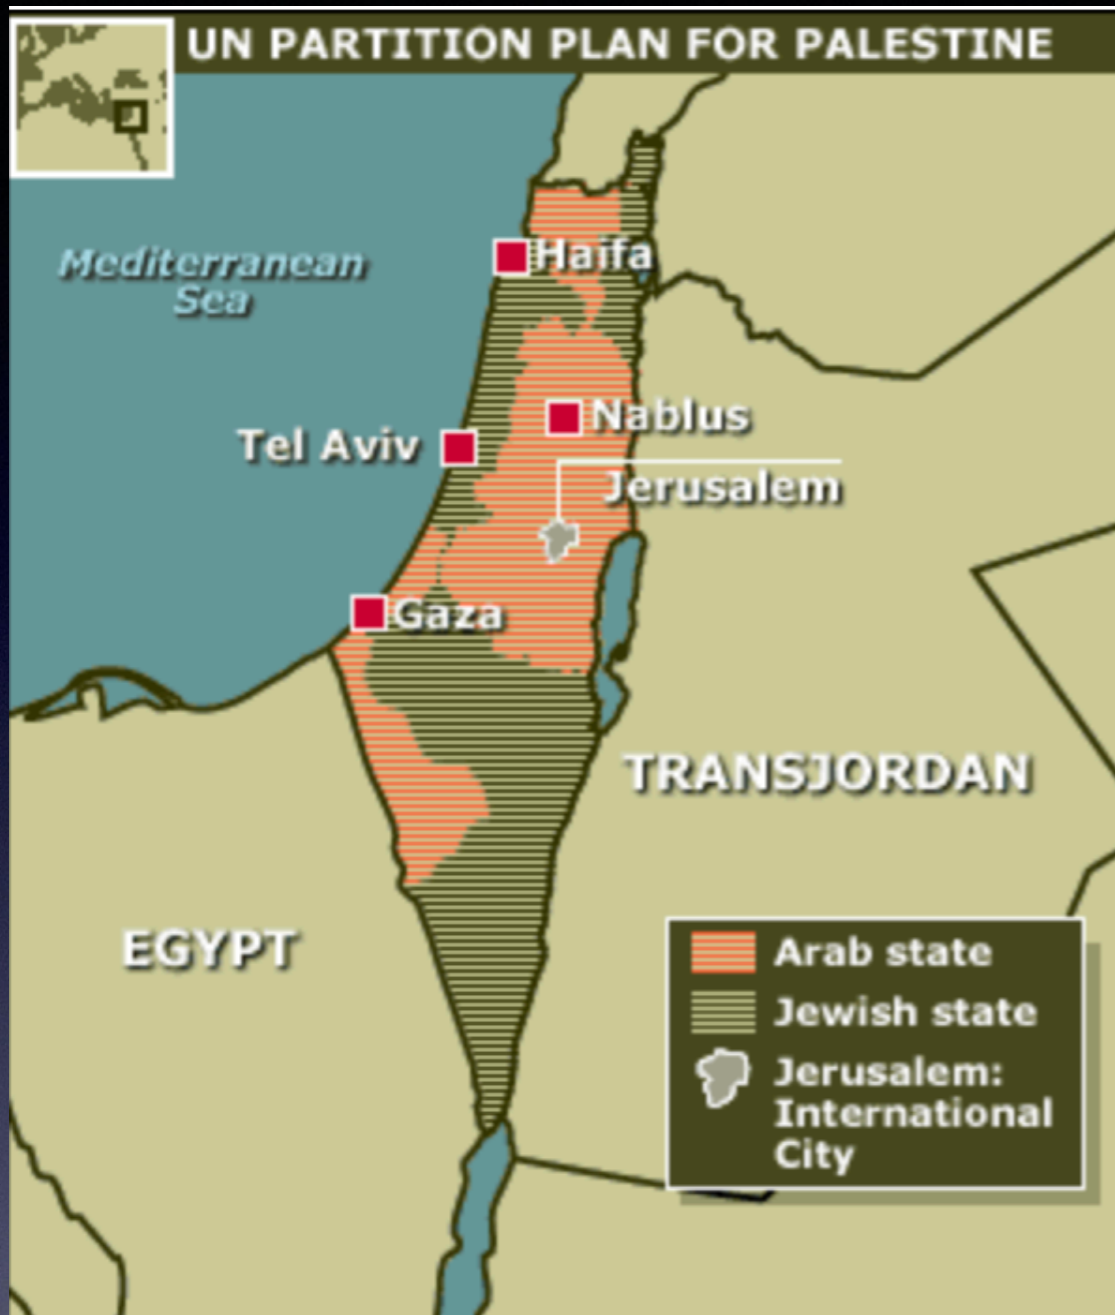 UN PARTITION PLAN FOR PALESTINE
Mediterranean
Sea
Haifa
Nablus
Tel Aviv
Jerusalem
Gaza
TRANSJORDAN
EGYPT
Arab state
Jewish state
Jerusalem:
International
City